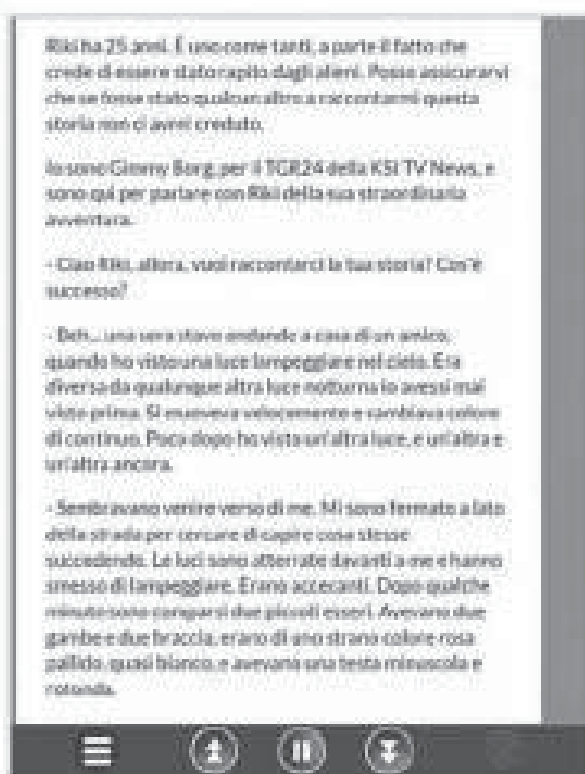 Riki ha 25 anni. È uno come tanti, a parte il fatto che
crede di essere stato rapito dagli alieni. Posso assicurarvi
che se fosse stato qualcun altro a raccontarmi questa
storia non ci avrei creduto.
Io sono Gimmy Borg, per il TGR24 della KSI TV News, e
sono qui per parlare con Riki della sua straordinaria
avventura.
- Ciao Riki, allora, vuoi raccontarci la tua storia? Cos'è
successo?
- Beh... una sera stavo andando a casa di un amico,
quando ho visto una luce lampeggiare nel cielo. Era
diversa da qualunque altra luce notturna io avessi mai
visto prima. Si muoveva velocemente e cambiava colore
di continuo. Poco dopo ho visto un'altra luce, e un'altra e
un'altra ancora.
- Sembravano venire verso di me. Mi sono fermato a lato
della strada per cercare di capire cosa stesse
succedendo. Le luci sono atterrate davanti a me e hanno
smesso di lampeggiare. Erano accecanti. Dopo qualche
minuto sono comparsi due piccoli esseri. Avevano due
gambe e due braccia, erano di uno strano colore rosa
pallido, quasi bianco, e avevano una testa minuscola e
rotonda.